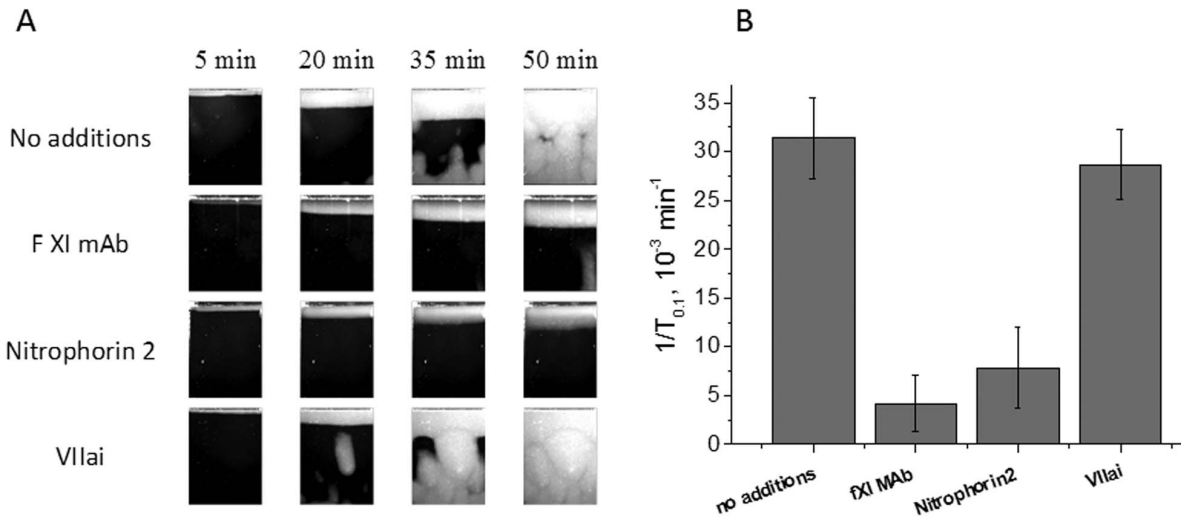 A
5 min 20 min 35 min 50 min
No additions
F XI mAb
Nitrophorin 2
VIIai
B
1/T0.1, 10-3 min-1
35
30
25
20
15
10
5
0
no additions
fXI MAb
Nitrophorin2
VIIai